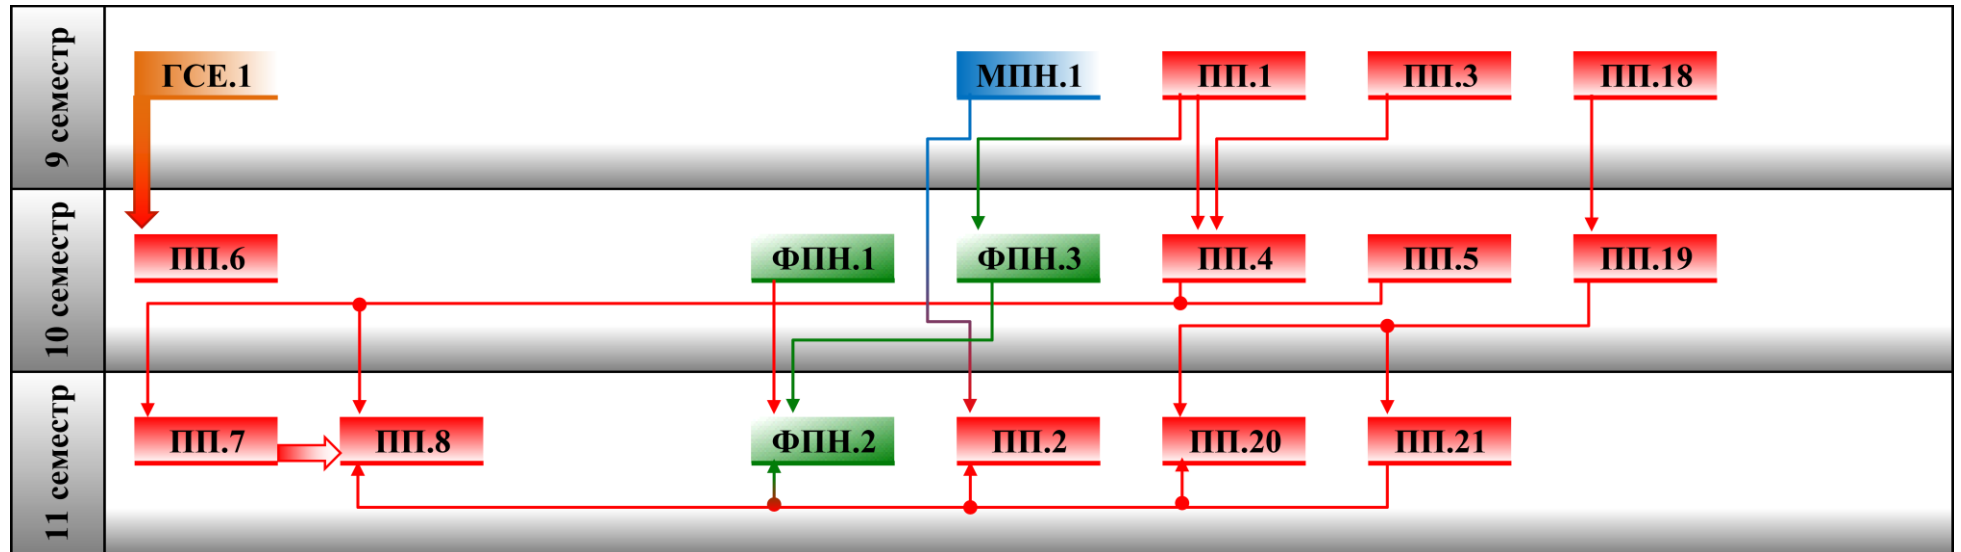 9 семестр
ГСЕ.1 МПН.1 ПП.1 ПП.3 ПП.18
10 семестр
ПП.6 ФПН.1 ФПН.3 ПП.4 ПП.5 ПП.19
11 семестр
ПП.7 ПП.8 ФПН.2 ПП.2 ПП.20 ПП.21